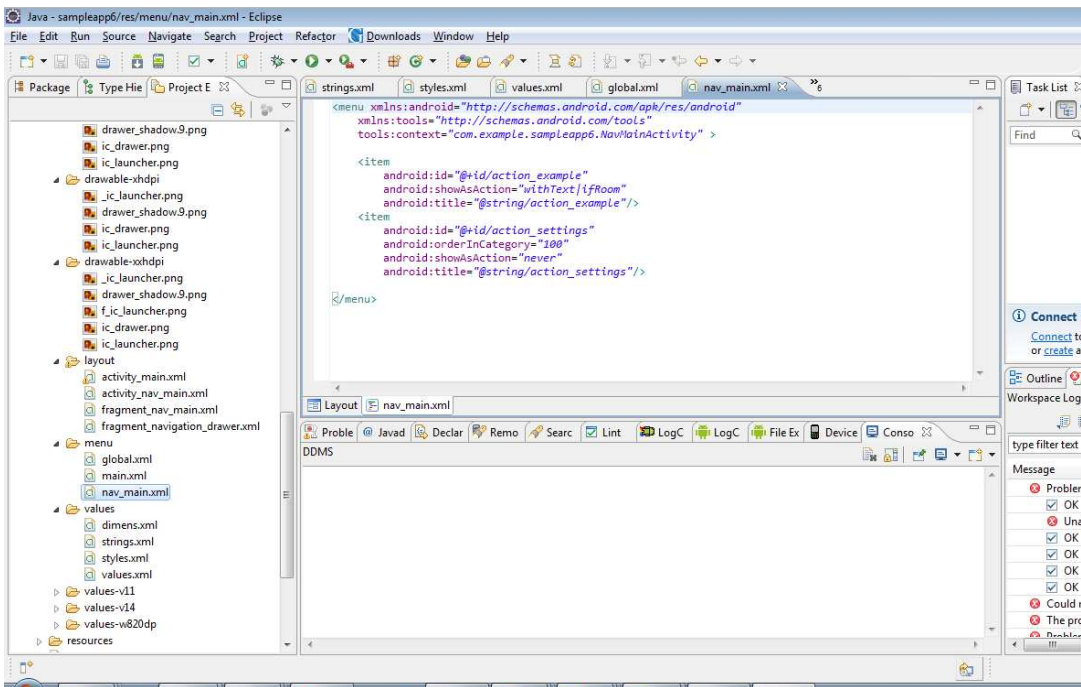 Java - sampleapp6/res/menu/nav_main.xml - Eclipse
File Edit Run Source Navigate Search Project Refactor Downloads Window Help
Package Type Hie Project E
drawer_shadow.9.png
ic_drawer.png
ic_launcher.png
drawable-xhdpi
_ic_launcher.png
drawer_shadow.9.png
ic_drawer.png
ic_launcher.png
drawable-xxhdpi
_ic_launcher.png
drawer_shadow.9.png
f_ic_launcher.png
ic_drawer.png
ic_launcher.png
layout
activity_main.xml
activity_nav_main.xml
fragment_nav_main.xml
fragment_navigation_drawer.xml
menu
global.xml
main.xml
nav_main.xml
values
dimens.xml
strings.xml
styles.xml
values.xml
values-v11
values-v14
values-w820dp
resources
strings.xml styles.xml values.xml global.xml nav_main.xml »6
<menu xmlns:android="http://schemas.android.com/apk/res/android"
xmlns:tools="http://schemas.android.com/tools"
tools:context="com.example.sampleapp6.NavMainActivity" >
<item
android:id="@+id/action_example"
android:showAsAction="withText|ifRoom"
android:title="@string/action_example"/>
<item
android:id="@+id/action_settings"
android:orderInCategory="100"
android:showAsAction="never"
android:title="@string/action_settings"/>
</menu>
Layout nav_main.xml
Proble Javad Declar Remo Searc Lint LogC LogC File Ex Device Conso
DDMS
Task List
Find
Connect
Connect to
or create a
Outline
Workspace Log
type filter text
Message
Problem
OK
Una
OK
OK
OK
OK
Could n
The pro
Problem